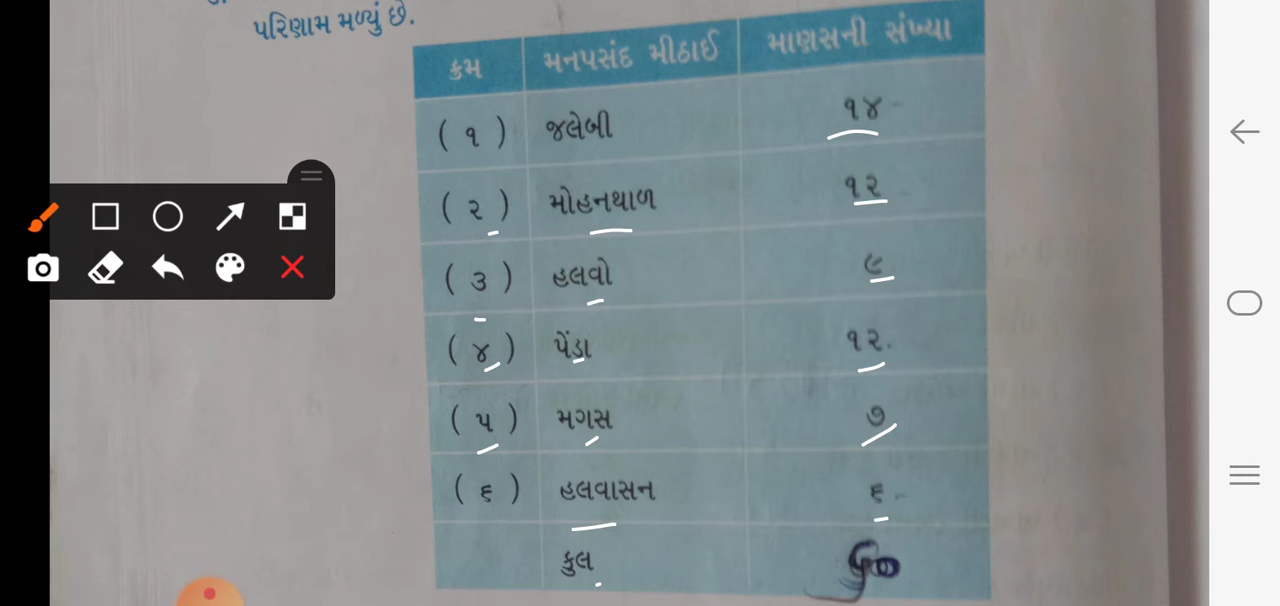 પરિણામ મળ્યું છે.
ક્રમ મનપસંદ મીઠાઈ માણસની સંખ્યા
( ૧ ) જલેબી ૧૪
( ૨ ) મોહનથાળ ૧૨
( ૩ ) હલવો ૯
( ૪ ) પેંડા ૧૨
( ૫ ) મગસ ૭
( ૬ ) હલવાસન ૬
કુલ ૬૦